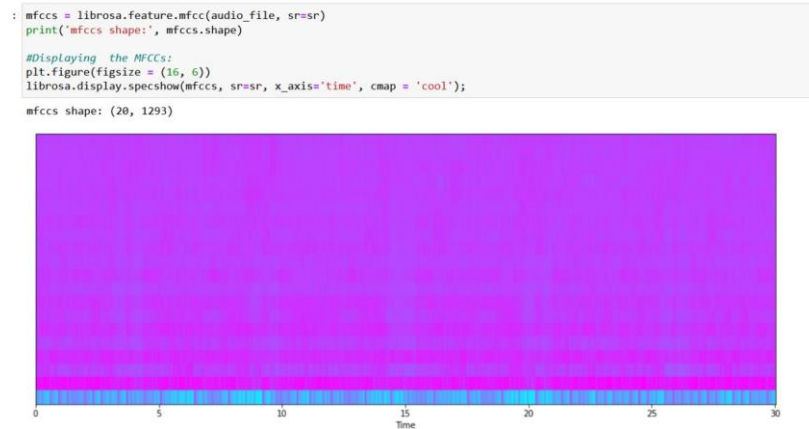 : mfccs = librosa.feature.mfcc(audio_file, sr=sr)
print('mfccs shape:', mfccs.shape)
#Displaying  the MFCCs:
plt.figure(figsize = (16, 6))
librosa.display.specshow(mfccs, sr=sr, x_axis='time', cmap = 'cool');
mfccs shape: (20, 1293)
0 5 10 15 20 25 30
Time